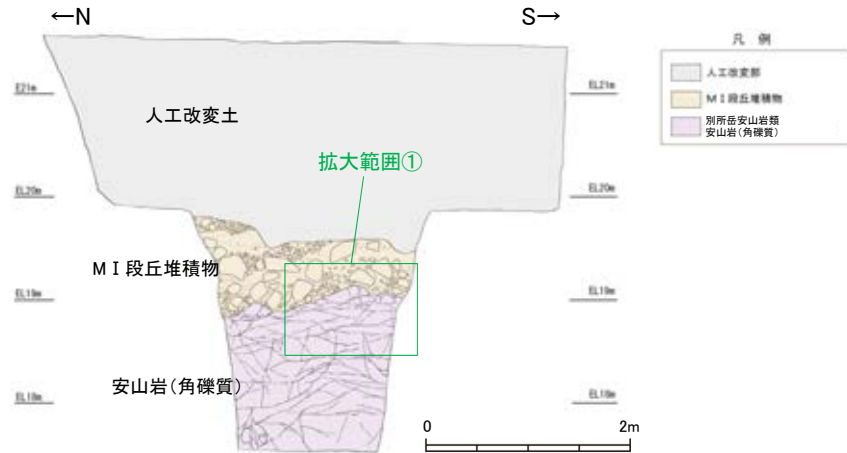 ←N
S→
凡例
人工改変部
MⅠ段丘堆積物
別所岳安山岩類
安山岩(角礫質)
EL21m
EL21m
人工改変土
拡大範囲①
EL20m
EL20m
MⅠ段丘堆積物
EL19m
EL19m
安山岩(角礫質)
EL18m
EL18m
0
2m